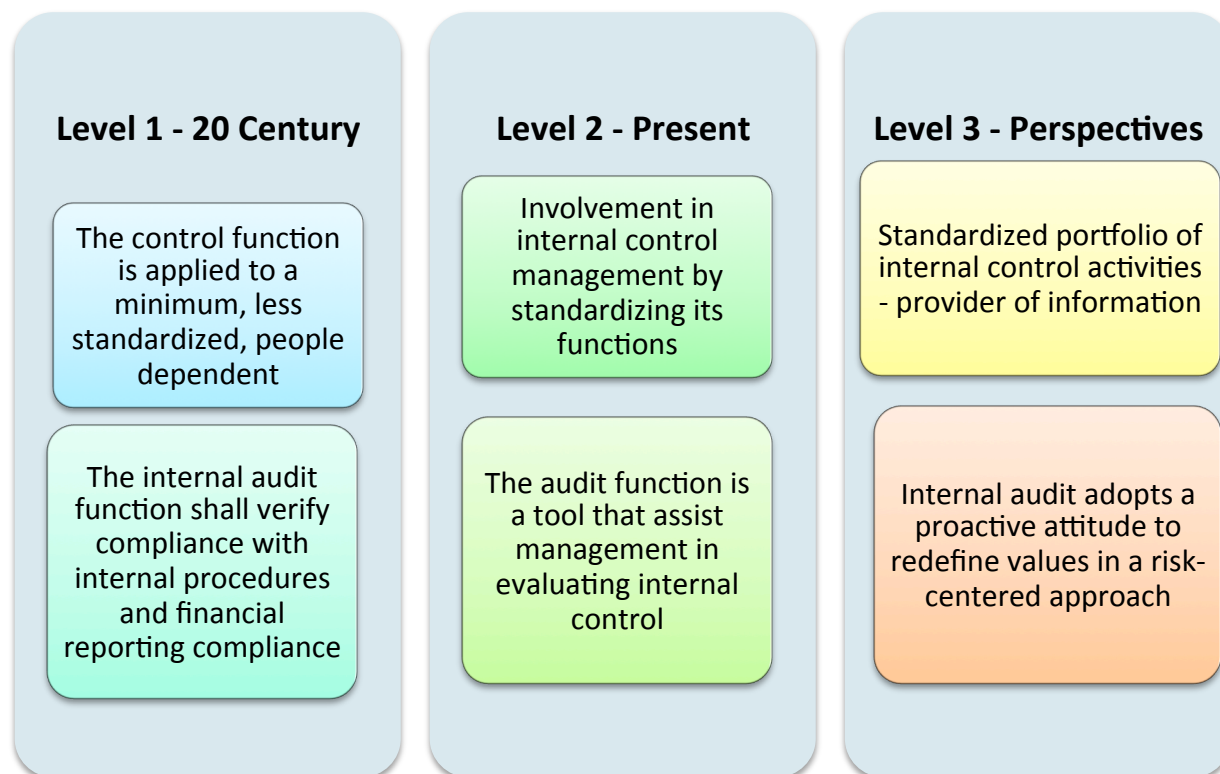 Level 1 - 20 Century
The control function
is applied to a
minimum, less
standardized, people
dependent
The internal audit
function shall verify
compliance with
internal procedures
and financial
reporting compliance
Level 2 - Present
Involvement in
internal control
management by
standardizing its
functions
The audit function is
a tool that assist
management in
evaluating internal
control
Level 3 - Perspectives
Standardized portfolio of
internal control activities
- provider of information
Internal audit adopts a
proactive attitude to
redefine values in a risk-
centered approach